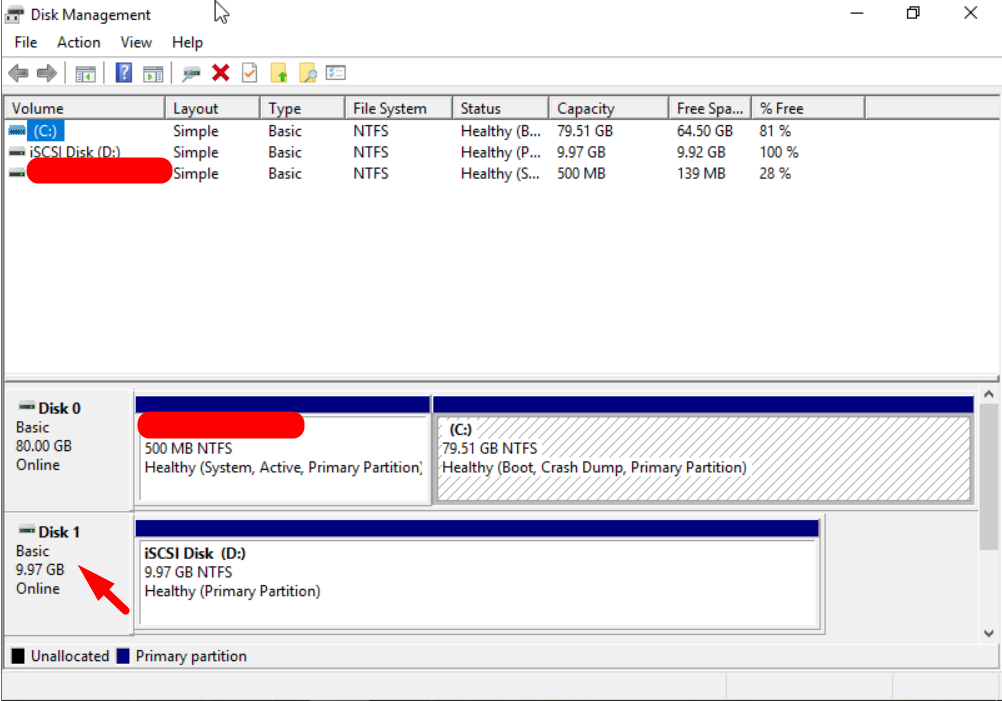 Disk Management
File Action View Help
Volume Layout Type File System Status Capacity Free Spa... % Free
(C:) Simple Basic NTFS Healthy (B... 79.51 GB 64.50 GB 81 %
iSCSI Disk (D:) Simple Basic NTFS Healthy (P... 9.97 GB 9.92 GB 100 %
Simple Basic NTFS Healthy (S... 500 MB 139 MB 28 %
Disk 0
Basic
80.00 GB
Online
500 MB NTFS
Healthy (System, Active, Primary Partition)
(C:)
79.51 GB NTFS
Healthy (Boot, Crash Dump, Primary Partition)
Disk 1
Basic
9.97 GB
Online
iSCSI Disk (D:)
9.97 GB NTFS
Healthy (Primary Partition)
Unallocated Primary partition